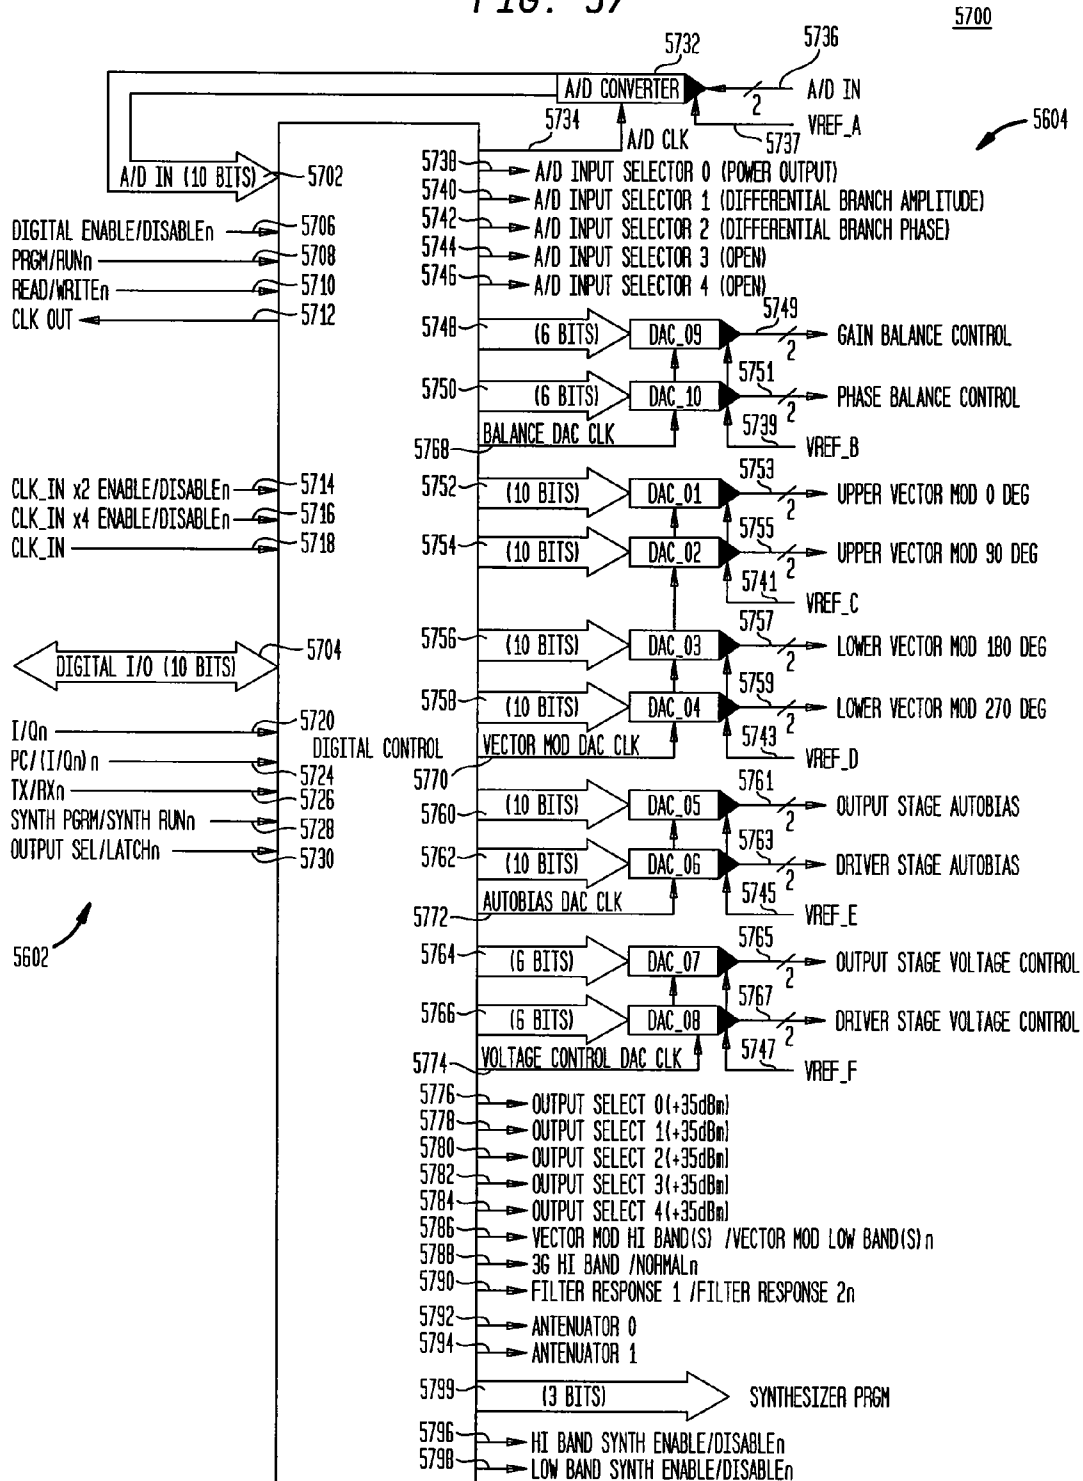 FIG. 57
5700
5732
5736
A/D CONVERTER
2
A/D IN
5734
A/D CLK
5737
VREF_A
5604
A/D IN (10 BITS)
5702
5738
A/D INPUT SELECTOR 0 (POWER OUTPUT)
5740
A/D INPUT SELECTOR 1 (DIFFERENTIAL BRANCH AMPLITUDE)
DIGITAL ENABLE/DISABLEn
5706
5742
A/D INPUT SELECTOR 2 (DIFFERENTIAL BRANCH PHASE)
PRGM/RUNn
5708
5744
A/D INPUT SELECTOR 3 (OPEN)
READ/WRITEn
5710
5746
A/D INPUT SELECTOR 4 (OPEN)
CLK OUT
5712
5748
(6 BITS)
DAC_09
5749
2
GAIN BALANCE CONTROL
5750
(6 BITS)
DAC_10
5751
2
PHASE BALANCE CONTROL
5768
BALANCE DAC CLK
5739
VREF_B
CLK_IN x2 ENABLE/DISABLEn
5714
5752
(10 BITS)
DAC_01
5753
2
UPPER VECTOR MOD 0 DEG
CLK_IN x4 ENABLE/DISABLEn
5716
CLK_IN
5718
5754
(10 BITS)
DAC_02
5755
2
UPPER VECTOR MOD 90 DEG
5741
VREF_C
DIGITAL I/O (10 BITS)
5704
5756
(10 BITS)
DAC_03
5757
2
LOWER VECTOR MOD 180 DEG
5758
(10 BITS)
DAC_04
5759
2
LOWER VECTOR MOD 270 DEG
I/Qn
5720
DIGITAL CONTROL
5770
VECTOR MOD DAC CLK
5743
VREF_D
PC/(I/Qn)n
5724
TX/RXn
5726
5760
(10 BITS)
DAC_05
5761
2
OUTPUT STAGE AUTOBIAS
SYNTH PGRM/SYNTH RUNn
5728
OUTPUT SEL/LATCHn
5730
5762
(10 BITS)
DAC_06
5763
2
DRIVER STAGE AUTOBIAS
5772
AUTOBIAS DAC CLK
5745
VREF_E
5602
5764
(6 BITS)
DAC_07
5765
2
OUTPUT STAGE VOLTAGE CONTROL
5766
(6 BITS)
DAC_08
5767
2
DRIVER STAGE VOLTAGE CONTROL
5774
VOLTAGE CONTROL DAC CLK
5747
VREF_F
5776
OUTPUT SELECT 0(+35dBm)
5778
OUTPUT SELECT 1(+35dBm)
5780
OUTPUT SELECT 2(+35dBm)
5782
OUTPUT SELECT 3(+35dBm)
5784
OUTPUT SELECT 4(+35dBm)
5786
VECTOR MOD HI BAND(S) /VECTOR MOD LOW BAND(S)n
5788
3G HI BAND /NORMALn
5790
FILTER RESPONSE 1 /FILTER RESPONSE 2n
5792
ANTENUATOR 0
5794
ANTENUATOR 1
5799
(3 BITS)
SYNTHESIZER PRGM
5796
HI BAND SYNTH ENABLE/DISABLEn
5798
LOW BAND SYNTH ENABLE/DISABLEn